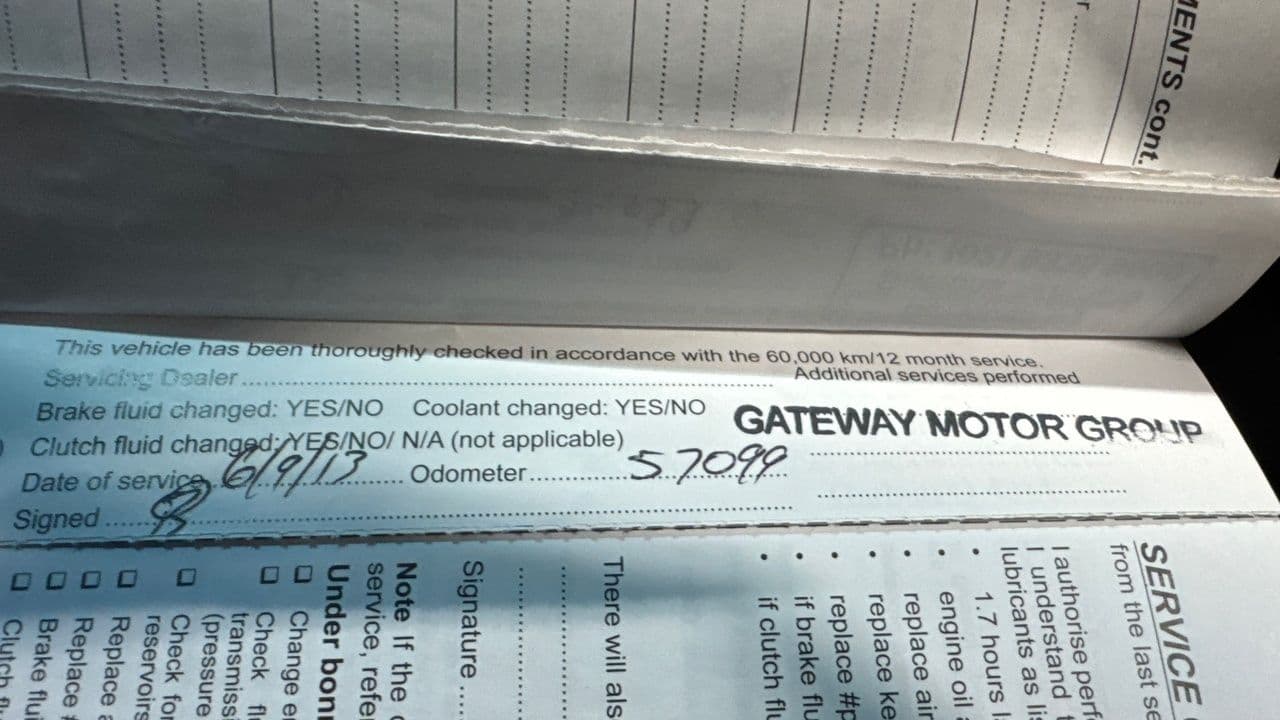 MENTS cont.
This vehicle has been thoroughly checked in accordance with the 60,000 km/12 month service.
Servicing Dealer
Additional services performed
Brake fluid changed: YES/NO Coolant changed: YES/NO
GATEWAY MOTOR GROUP
Clutch fluid changed: YES/NO/ N/A (not applicable)
Date of service 6/9/13 Odometer 57099
Signed
SERVICE
from the last se
I authorise perf
I understand t
lubricants as lis
• 1.7 hours l
• engine oil
• replace air
• replace ke
• replace #p
• if brake flu
• if clutch flu
There will als
Signature
Note If the
service, refe
Under bon
□ Change e
□ Check fl
transmiss
(pressure
□ Check fo
reservoirs
□ Replace a
□ Replace #
□ Brake flui
□ Clutch flu